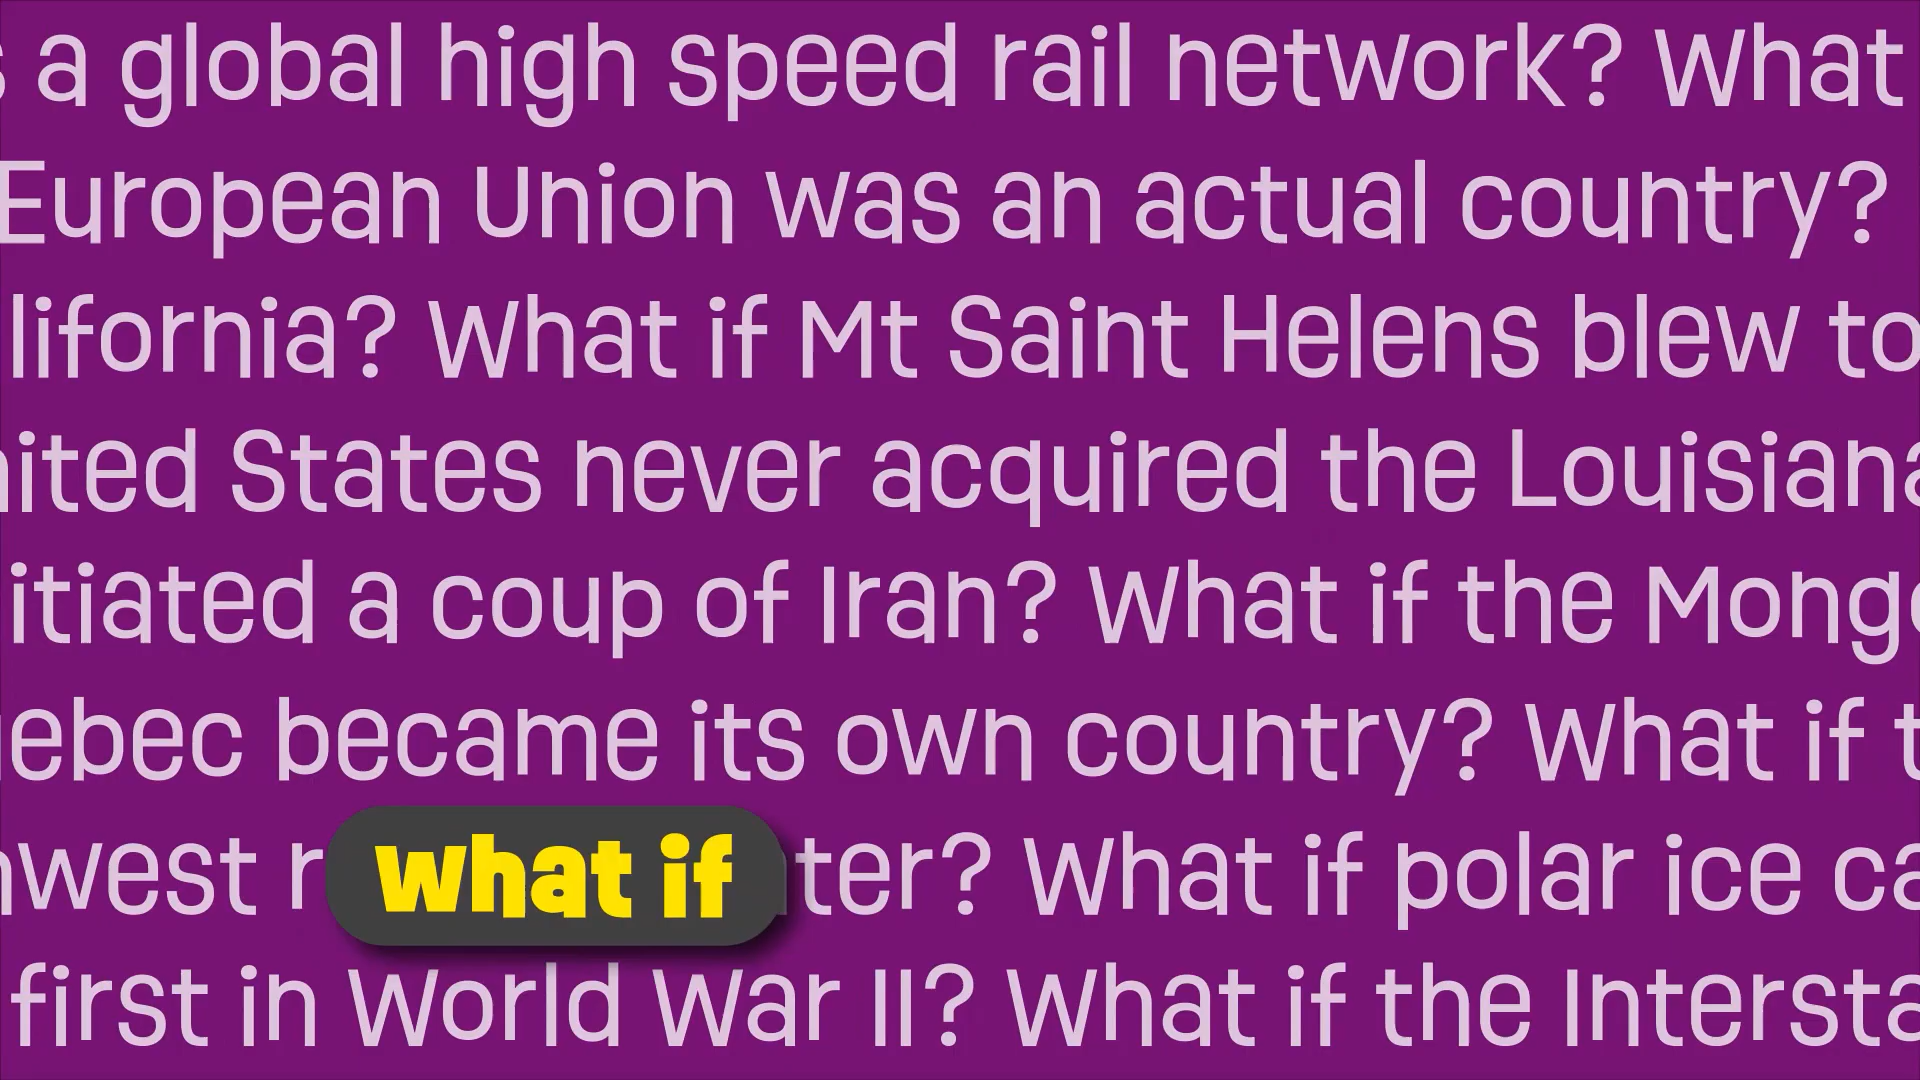 a global high speed rail network? What
European Union was an actual country?
lifornia? What if Mt Saint Helens blew to
ited States never acquired the Louisiana
itiated a coup of Iran? What if the Mong
ebec became its own country? What if t
west r What if ter? What if polar ice ca
first in World War II? What if the Intersta